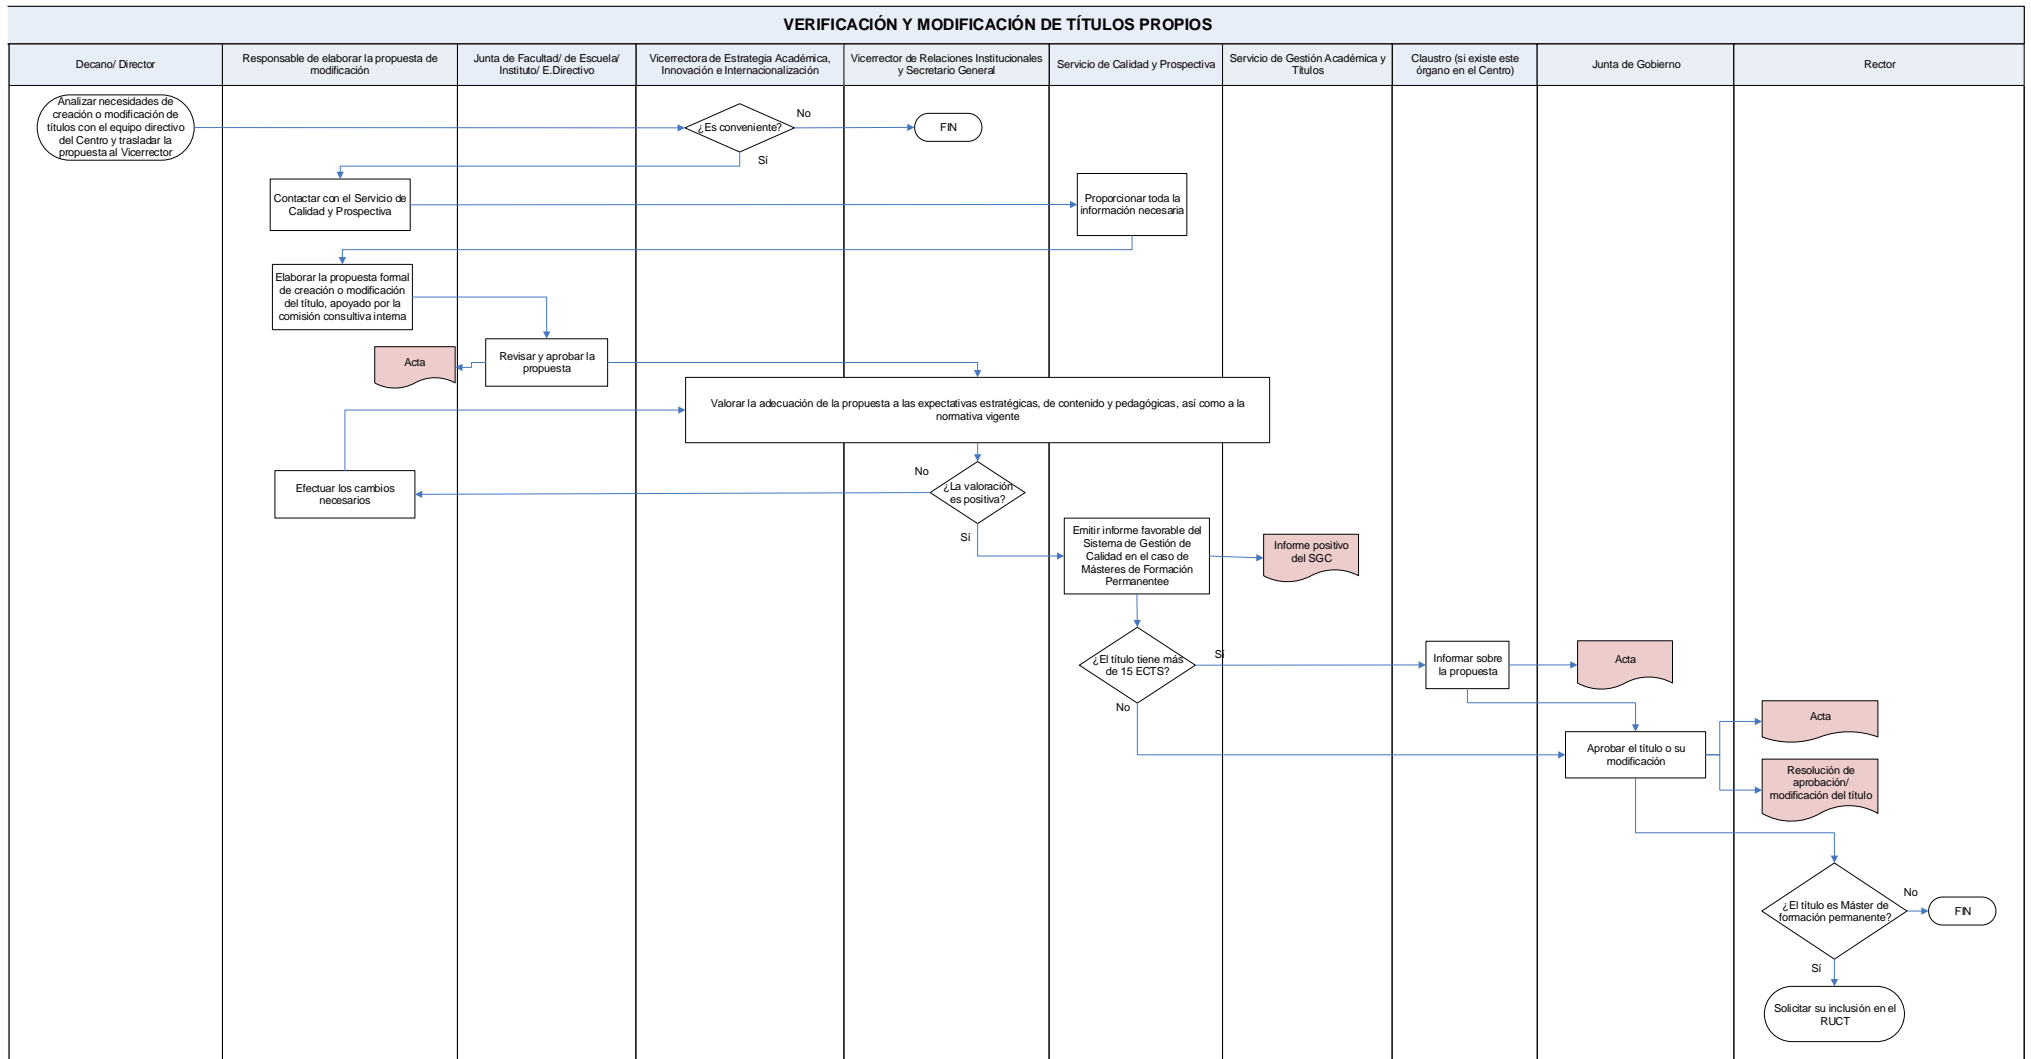 VERIFICACIÓN Y MODIFICACIÓN DE TÍTULOS PROPIOS
Decano/ Director
Responsable de elaborar la propuesta de
modificación
Junta de Facultad/ de Escuela/
Instituto/ E.Directivo
Vicerrectora de Estrategia Académica,
Innovación e Internacionalización
Vicerrector de Relaciones Institucionales
y Secretario General
Servicio de Calidad y Prospectiva
Servicio de Gestión Académica y
Títulos
Claustro (si existe este
órgano en el Centro)
Junta de Gobierno
Rector
Analizar necesidades de
creación o modificación de
títulos con el equipo directivo
del Centro y trasladar la
propuesta al Vicerrector
¿Es conveniente?
No
FIN
Sí
Contactar con el Servicio de
Calidad y Prospectiva
Proporcionar toda la
información necesaria
Elaborar la propuesta formal
de creación o modificación
del título, apoyado por la
comisión consultiva interna
Acta
Revisar y aprobar la
propuesta
Valorar la adecuación de la propuesta a las expectativas estratégicas, de contenido y pedagógicas, así como a la
normativa vigente
Efectuar los cambios
necesarios
No
¿La valoración
es positiva?
Sí
Emitir informe favorable del
Sistema de Gestión de
Calidad en el caso de
Másteres de Formación
Permanentee
Informe positivo
del SGC
¿El título tiene más
de 15 ECTS?
Sí
No
Informar sobre
la propuesta
Acta
Aprobar el título o su
modificación
Acta
Resolución de
aprobación/
modificación del título
¿El título es Máster de
formación permanente?
No
FIN
Sí
Solicitar su inclusión en el
RUCT